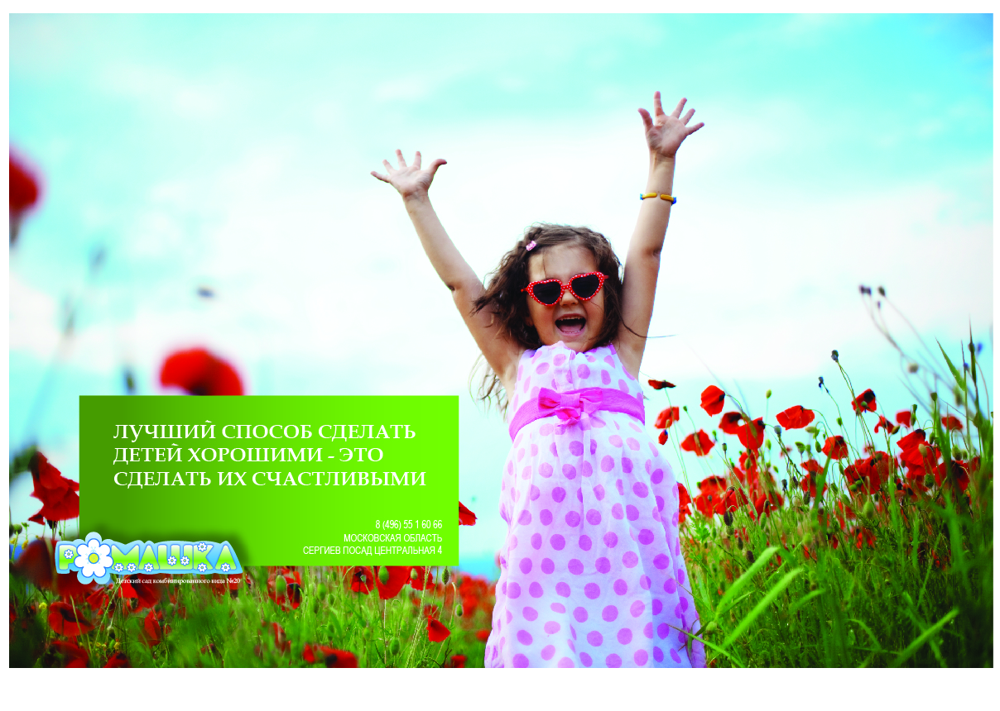 ЛУЧШИЙ СПОСОБ СДЕЛАТЬ
ДЕТЕЙ ХОРОШИМИ - ЭТО
СДЕЛАТЬ ИХ СЧАСТЛИВЫМИ
8 (496) 55 1 60 66
МОСКОВСКАЯ ОБЛАСТЬ
СЕРГИЕВ ПОСАД ЦЕНТРАЛЬНАЯ 4
РОМАШКА
Детский сад комбинированного вида №20